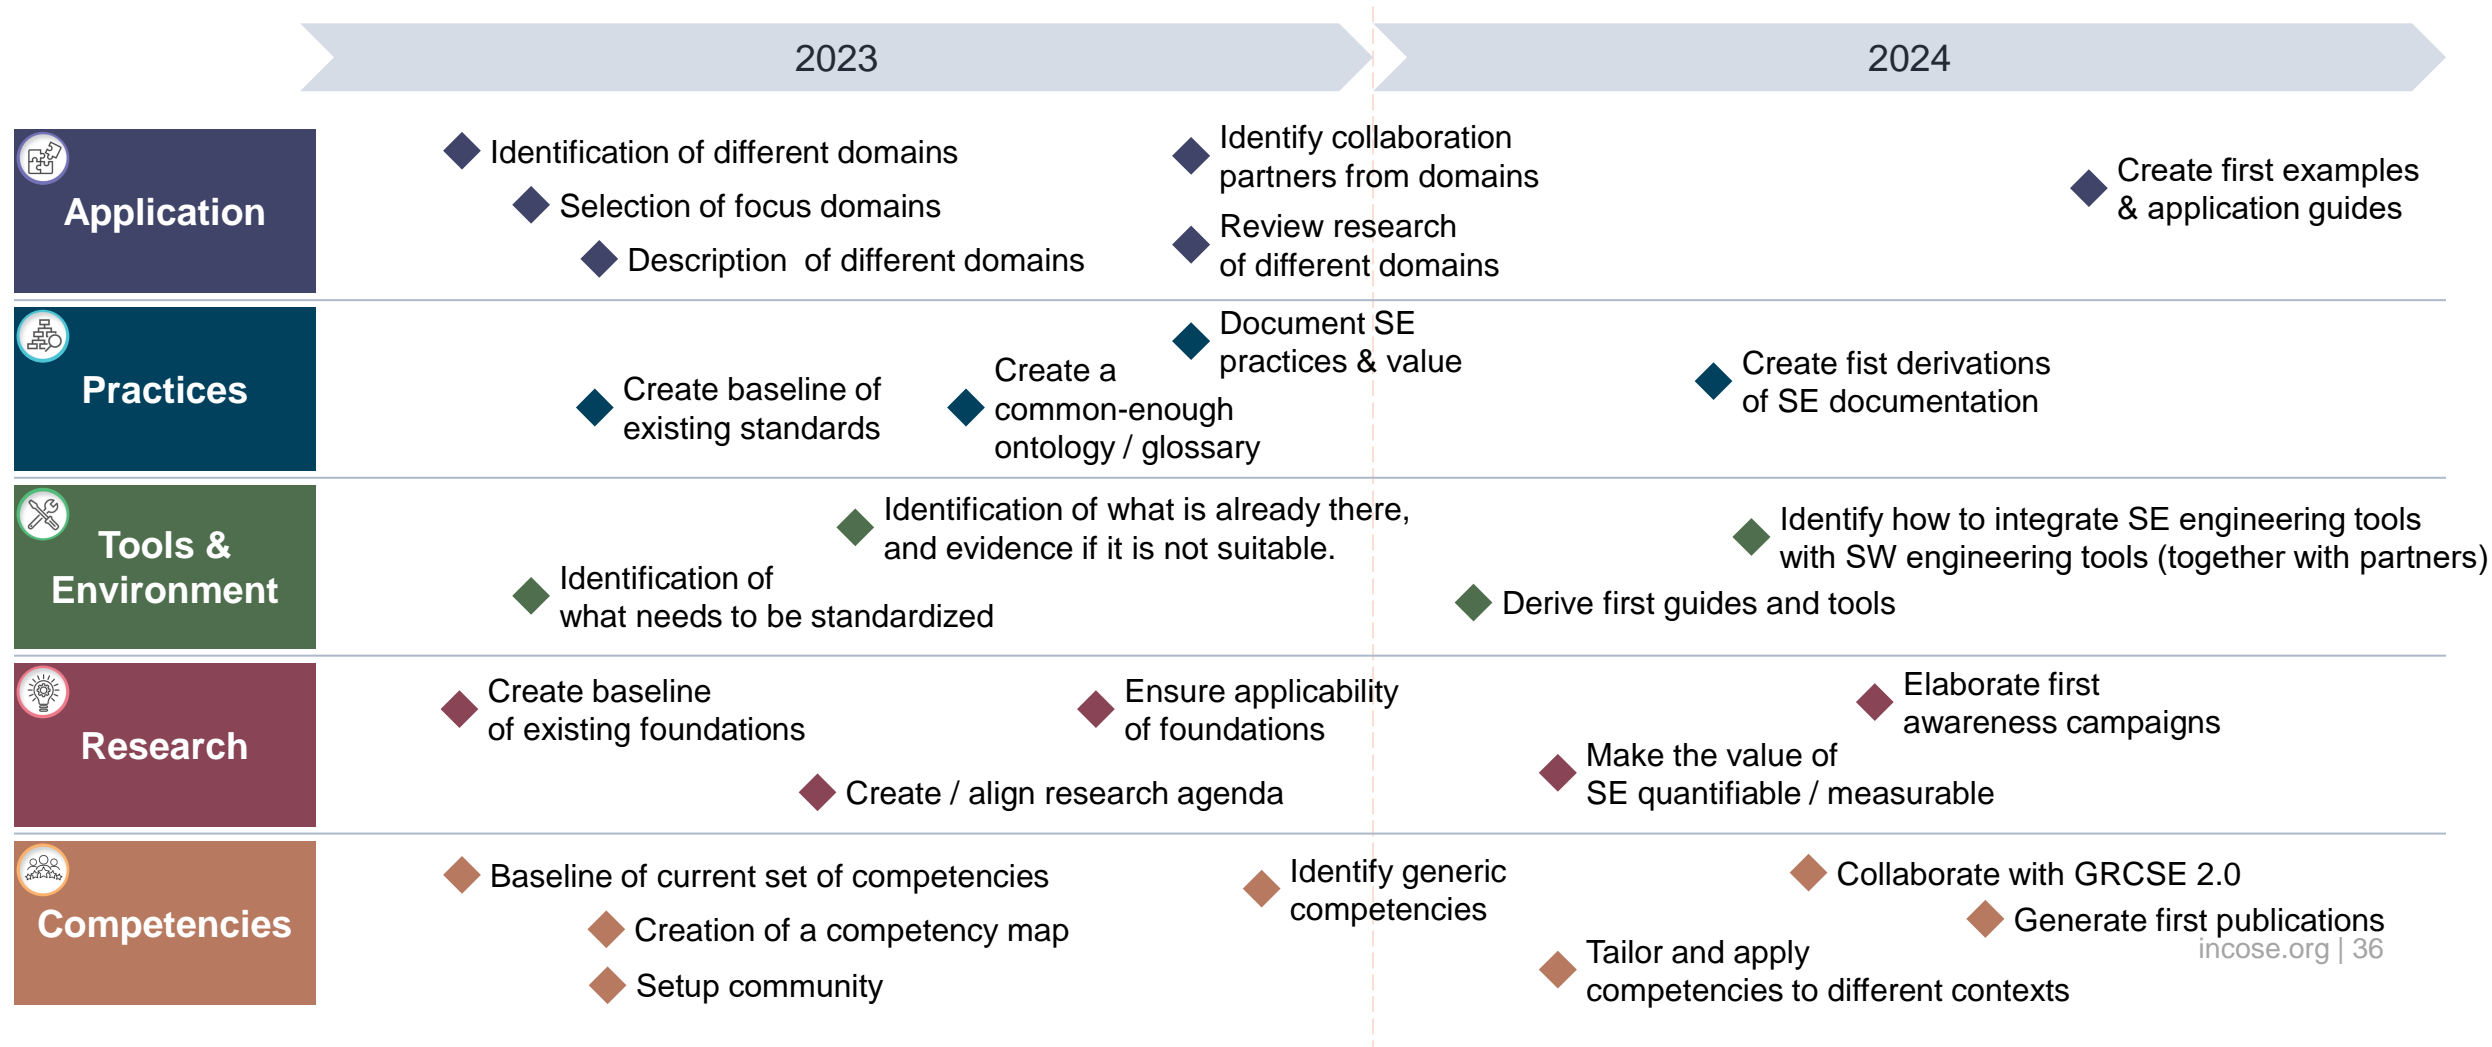 2023
2024
Application
Identification of different domains
Selection of focus domains
Description  of different domains
Identify collaboration
partners from domains
Review research
of different domains
Create first examples
& application guides
Practices
Create baseline of
existing standards
Create a
common-enough
ontology / glossary
Document SE
practices & value
Create fist derivations
of SE documentation
Tools &
Environment
Identification of
what needs to be standardized
Identification of what is already there,
and evidence if it is not suitable.
Derive first guides and tools
Identify how to integrate SE engineering tools
with SW engineering tools (together with partners)
Research
Create baseline
of existing foundations
Create / align research agenda
Ensure applicability
of foundations
Make the value of
SE quantifiable / measurable
Elaborate first
awareness campaigns
Competencies
Baseline of current set of competencies
Creation of a competency map
Setup community
Identify generic
competencies
Tailor and apply
competencies to different contexts
Collaborate with GRCSE 2.0
Generate first publications
incose.org | 36